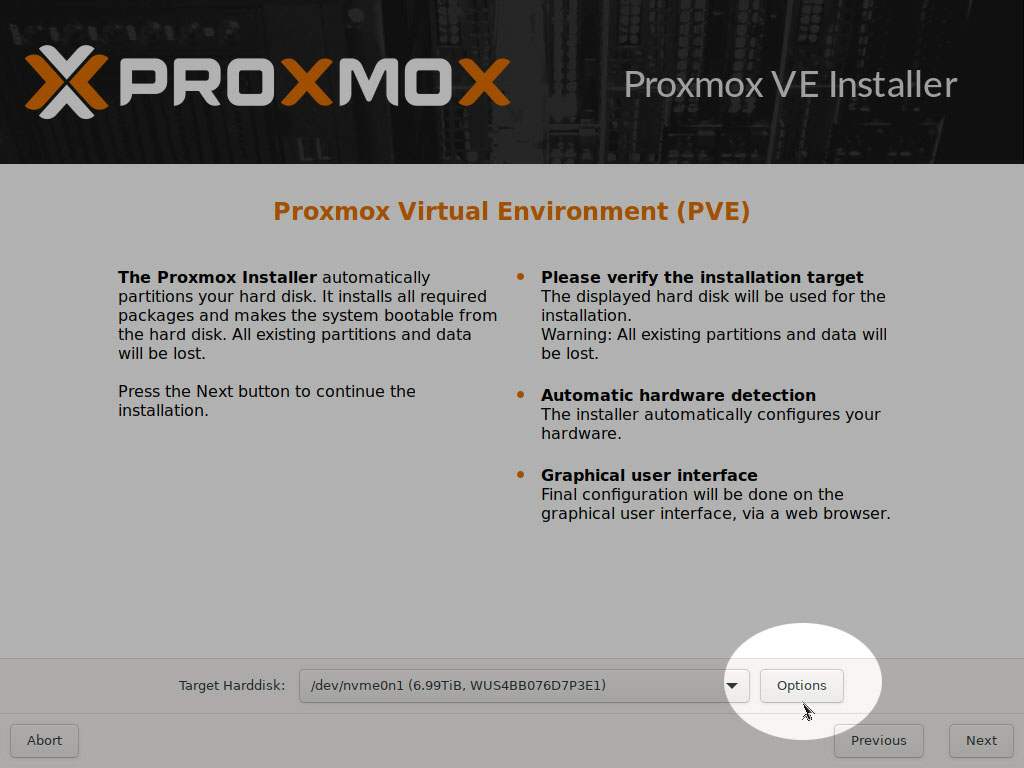 PROXMOX
Proxmox VE Installer
Proxmox Virtual Environment (PVE)
The Proxmox Installer automatically
partitions your hard disk. It installs all required
packages and makes the system bootable from
the hard disk. All existing partitions and data
will be lost.
Press the Next button to continue the
installation.
Please verify the installation target
The displayed hard disk will be used for the
installation.
Warning: All existing partitions and data will
be lost.
Automatic hardware detection
The installer automatically configures your
hardware.
Graphical user interface
Final configuration will be done on the
graphical user interface, via a web browser.
Target Harddisk: /dev/nvme0n1 (6.99TiB, WUS4BB076D7P3E1) Options
Abort Previous Next